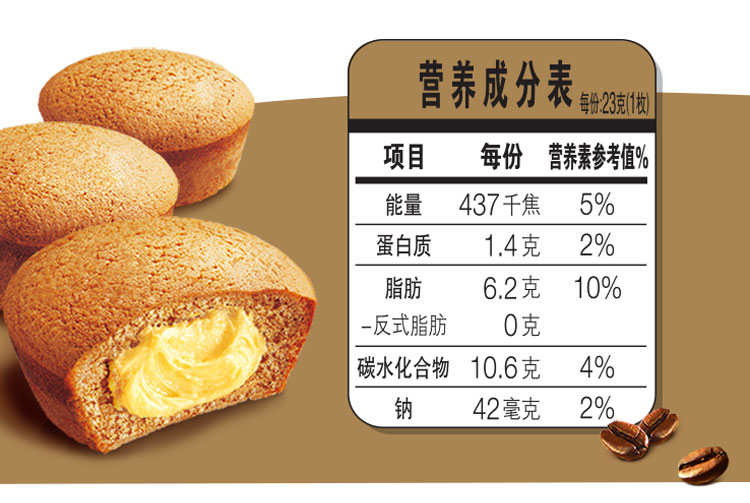 营养成分表 每份:23克(1枚)
项目 每份 营养素参考值%
能量 437千焦 5%
蛋白质 1.4克 2%
脂肪 6.2克 10%
-反式脂肪 0克
碳水化合物 10.6克 4%
钠 42毫克 2%